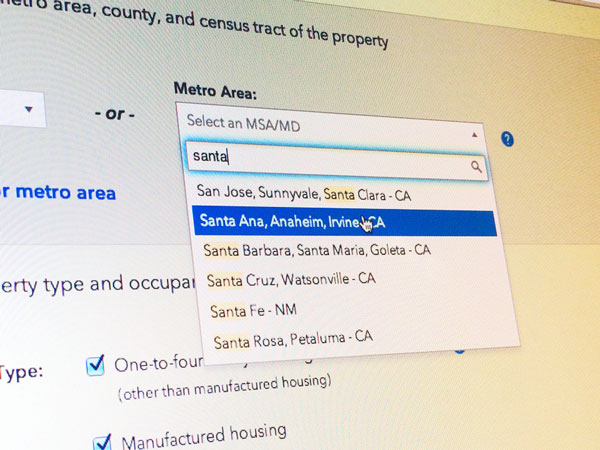 metro area, county, and census tract of the property
Metro Area:
- or -
Select an MSA/MD
?
santa
San Jose, Sunnyvale, Santa Clara - CA
r metro area
Santa Ana, Anaheim, Irvine CA
Santa Barbara, Santa Maria, Goleta - CA
Santa Cruz, Watsonville - CA
erty type and occupa
Santa Fe - NM
Santa Rosa, Petaluma - CA
Type:
One-to-fou
(other than manufactured housing)
Manufactured housing